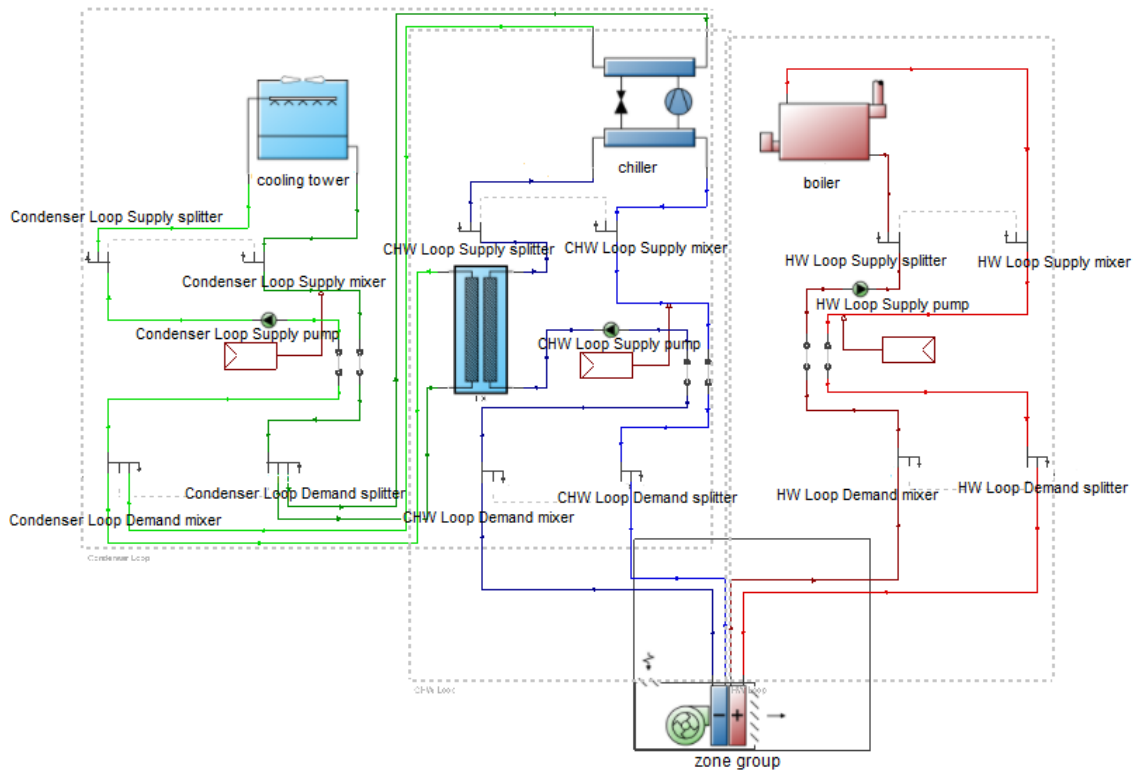 cooling tower
chiller
boiler
Condenser Loop Supply splitter
CHW Loop Supply splitter
CHW Loop Supply mixer
HW Loop Supply splitter
HW Loop Supply mixer
Condenser Loop Supply mixer
Condenser Loop Supply pump
CHW Loop Supply pump
HW Loop Supply pump
Condenser Loop Demand splitter
CHW Loop Demand splitter
HW Loop Demand mixer
HW Loop Demand splitter
Condenser Loop Demand mixer
CHW Loop Demand mixer
Condenser Loop
CHW Loop
HW Loop
zone group